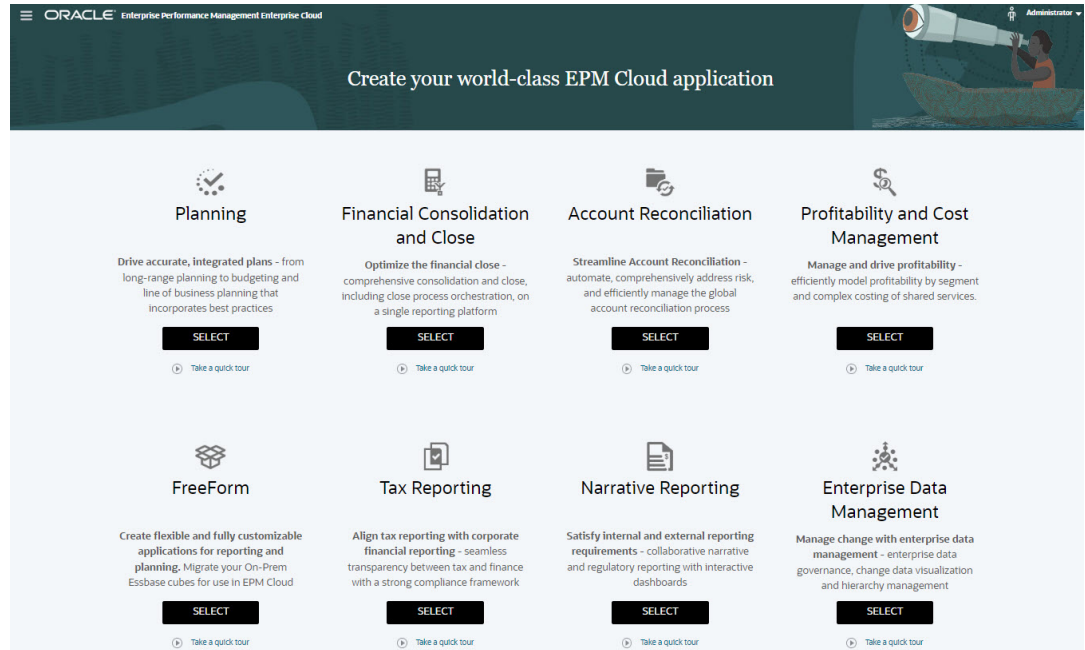 ORACLE Enterprise Performance Management Enterprise Cloud
Administrator
Create your world-class EPM Cloud application
Planning
Drive accurate, integrated plans - from
long-range planning to budgeting and
line of business planning that
incorporates best practices
SELECT
Take a quick tour
Financial Consolidation
and Close
Optimize the financial close -
comprehensive consolidation and close,
including close process orchestration, on
a single reporting platform
SELECT
Take a quick tour
Account Reconciliation
Streamline Account Reconciliation -
automate, comprehensively address risk,
and efficiently manage the global
account reconciliation process
SELECT
Take a quick tour
Profitability and Cost
Management
Manage and drive profitability -
efficiently model profitability by segment
and complex costing of shared services.
SELECT
Take a quick tour
FreeForm
Create flexible and fully customizable
applications for reporting and
planning. Migrate your On-Prem
Essbase cubes for use in EPM Cloud
SELECT
Take a quick tour
Tax Reporting
Align tax reporting with corporate
financial reporting - seamless
transparency between tax and finance
with a strong compliance framework
SELECT
Take a quick tour
Narrative Reporting
Satisfy internal and external reporting
requirements - collaborative narrative
and regulatory reporting with interactive
dashboards
SELECT
Take a quick tour
Enterprise Data
Management
Manage change with enterprise data
management - enterprise data
governance, change data visualization
and hierarchy management
SELECT
Take a quick tour